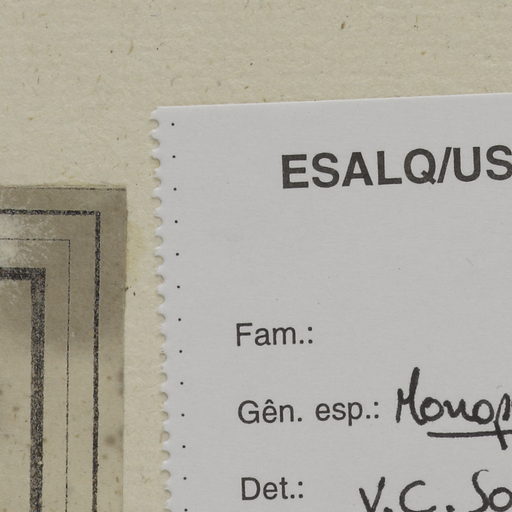 ESALQ/US
Fam.:
Gên. esp.: Monop
Det.: V.C. So